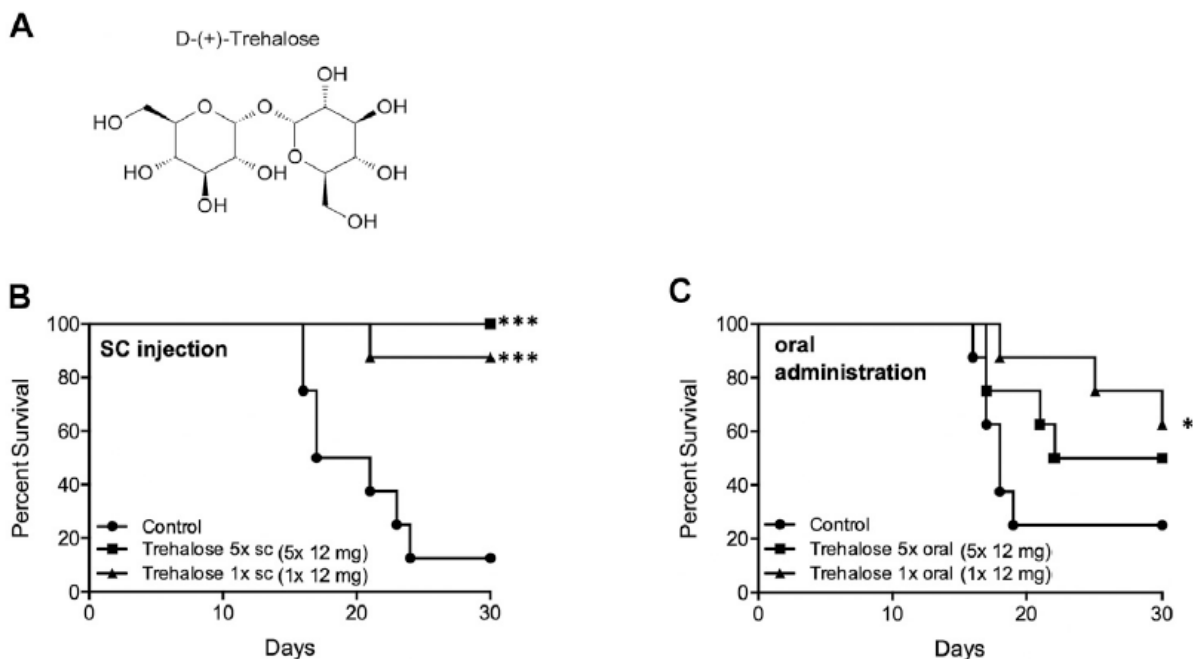 A
D-(+)-Trehalose
OH
HO
O
O
OH
OH
O
HO
OH
OH
OH
OH
B
100
80
60
40
20
0
Percent Survival
SC injection
***
***
Control
Trehalose 5x sc (5x 12 mg)
Trehalose 1x sc (1x 12 mg)
0
10
20
30
Days
C
100
80
60
40
20
0
Percent Survival
oral
administration
*
Control
Trehalose 5x oral (5x 12 mg)
Trehalose 1x oral (1x 12 mg)
0
10
20
30
Days